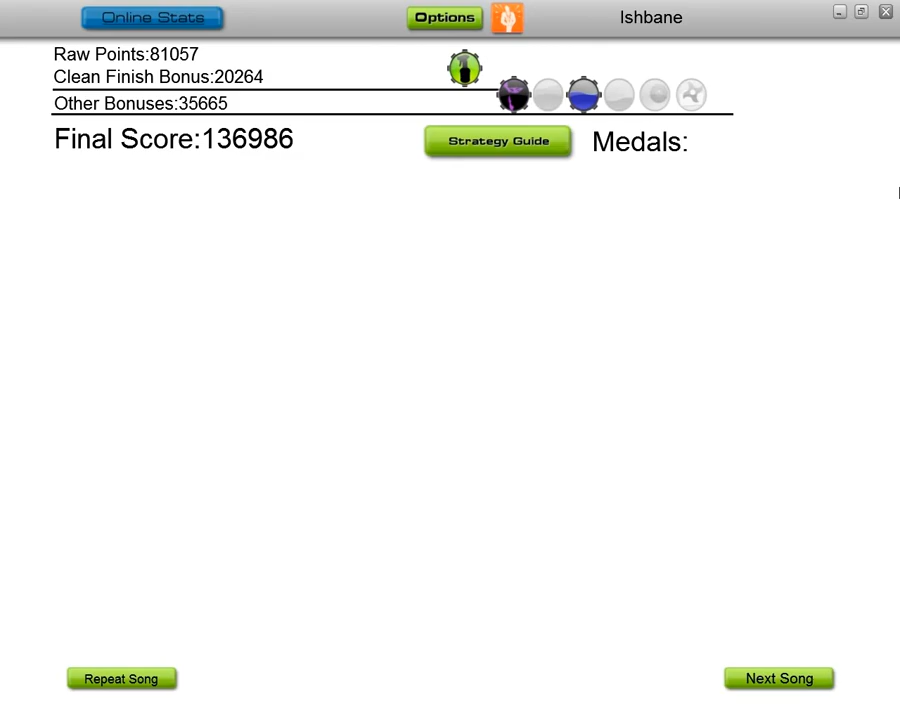 Online Stats
Options
Ishbane
Raw Points:81057
Clean Finish Bonus:20264
Other Bonuses:35665
Final Score:136986
Strategy Guide
Medals:
Repeat Song
Next Song